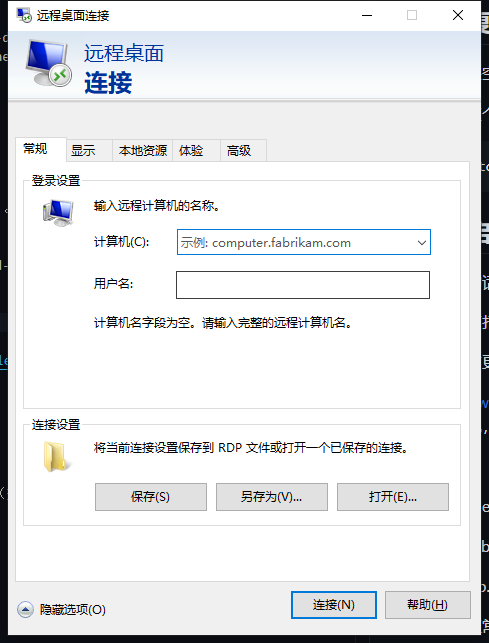 远程桌面连接
远程桌面
连接
常规 显示 本地资源 体验 高级
登录设置
输入远程计算机的名称。
计算机(C): 示例: computer.fabrikam.com
用户名:
计算机名字段为空。请输入完整的远程计算机名。
连接设置
将当前连接设置保存到 RDP 文件或打开一个已保存的连接。
保存(S) 另存为(V)... 打开(E)...
隐藏选项(O) 连接(N) 帮助(H)